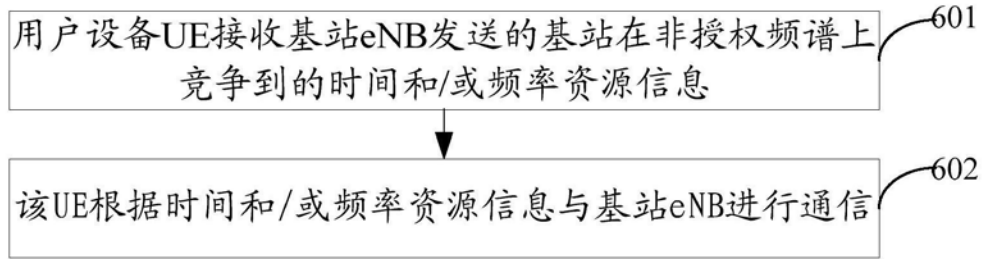 用户设备UE接收基站eNB发送的基站在非授权频谱上
竞争到的时间和/或频率资源信息
601
该UE根据时间和/或频率资源信息与基站eNB进行通信
602